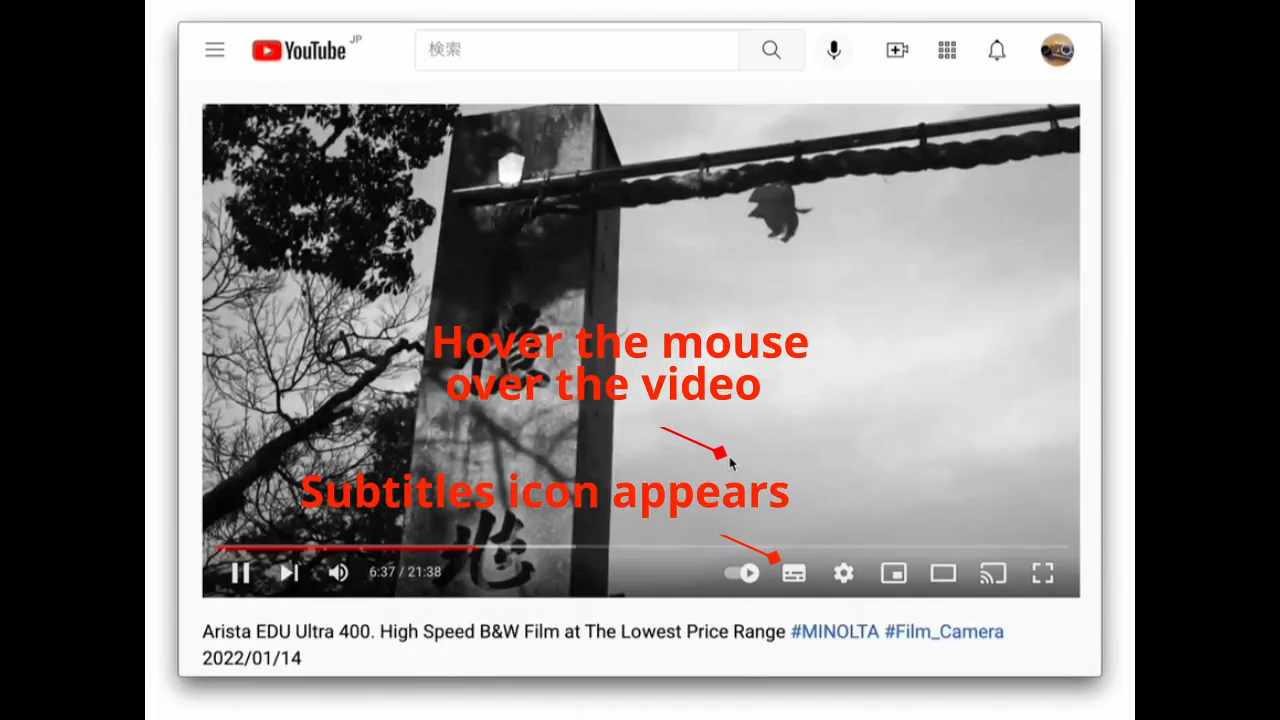 YouTube JP
検索
Hover the mouse
over the video
Subtitles icon appears
6:37 / 21:38
Arista EDU Ultra 400. High Speed B&W Film at The Lowest Price Range #MINOLTA #Film_Camera
2022/01/14